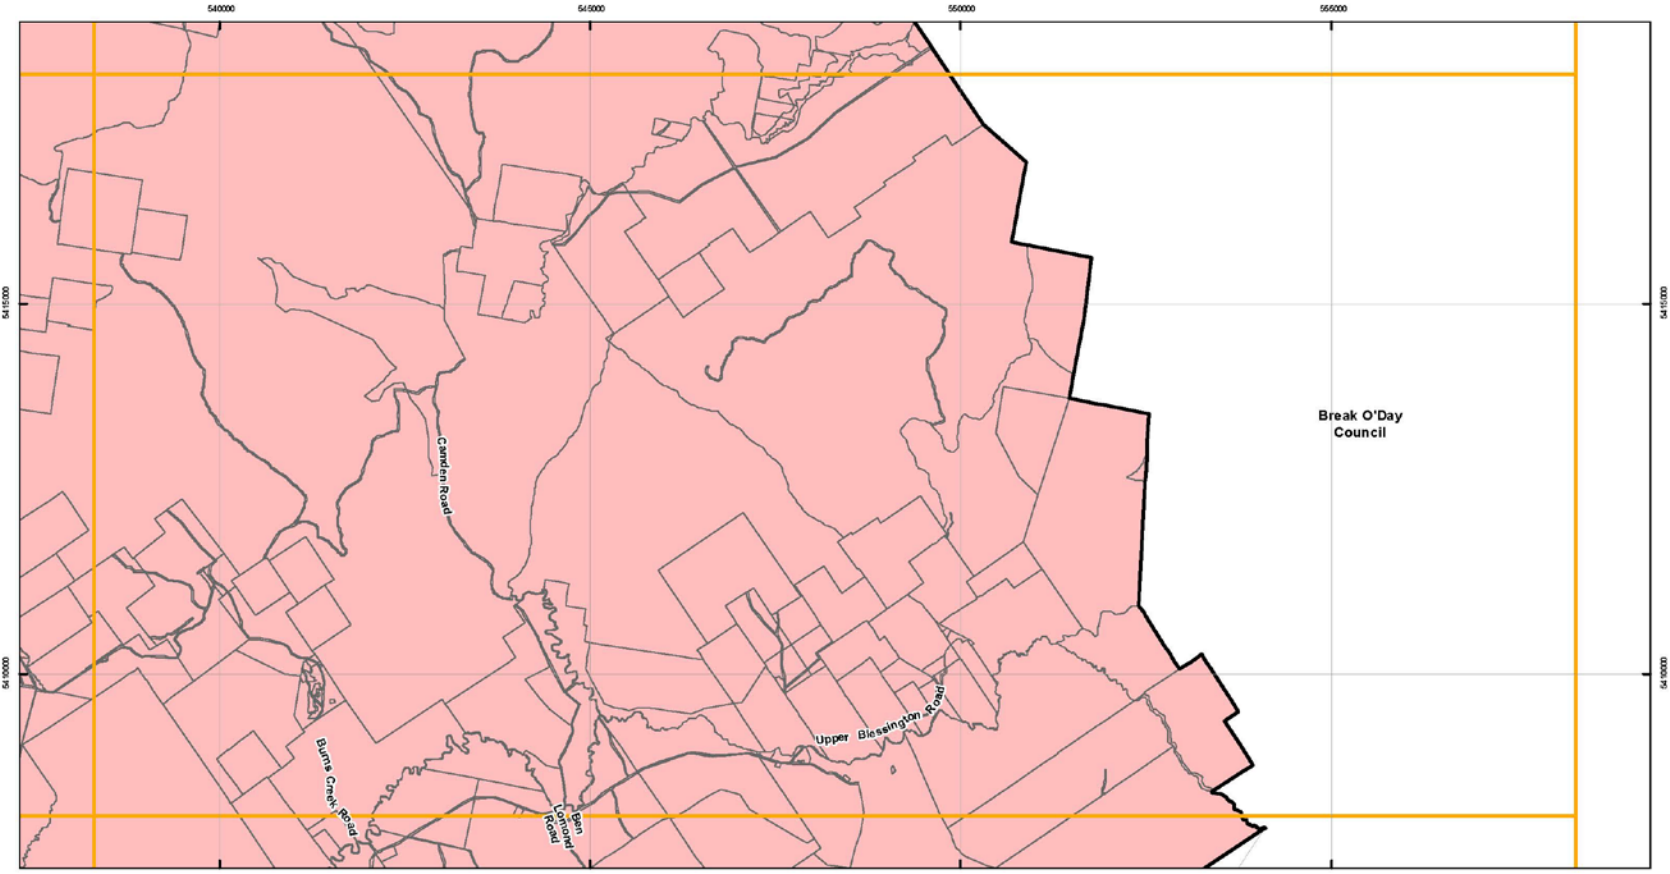 540000
545000
550000
555000
5415000
5415000
Break O'Day
Council
Camden Road
5410000
5410000
Upper Blessington Road
Burns Creek Road
Ben
Lomond
Road